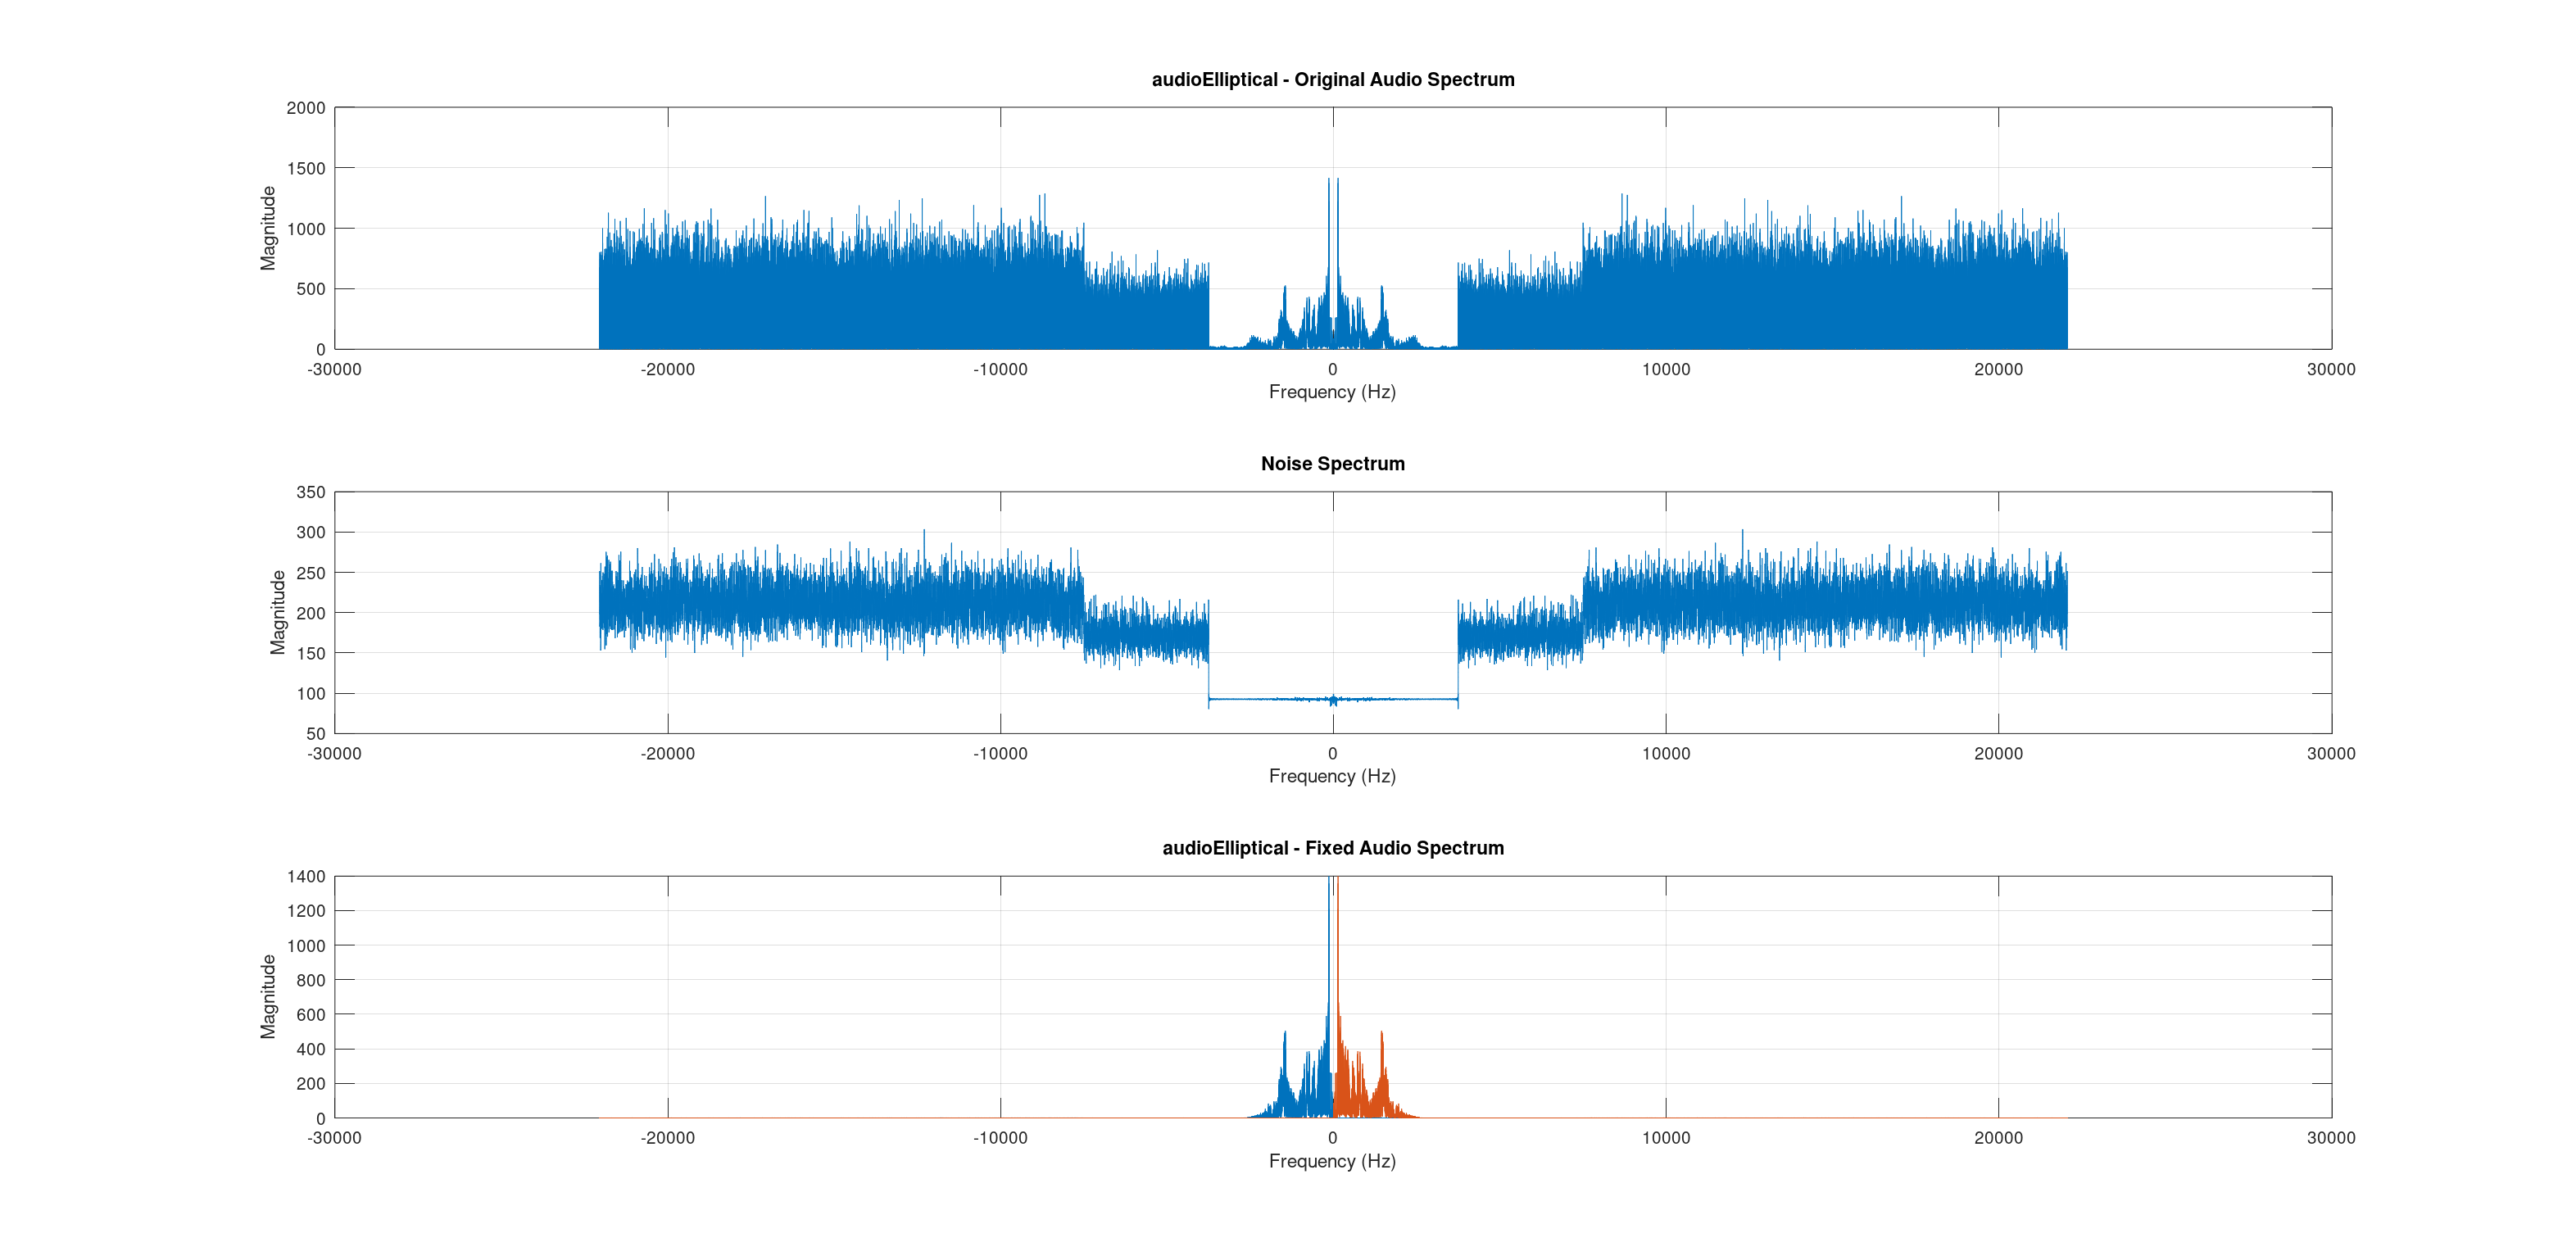 audioElliptical - Original Audio Spectrum
2000
1500
1000
500
0
Magnitude
-30000 -20000 -10000 0 10000 20000 30000
Frequency (Hz)
Noise Spectrum
350
300
250
200
150
100
50
Magnitude
-30000 -20000 -10000 0 10000 20000 30000
Frequency (Hz)
audioElliptical - Fixed Audio Spectrum
1400
1200
1000
800
600
400
200
0
Magnitude
-30000 -20000 -10000 0 10000 20000 30000
Frequency (Hz)